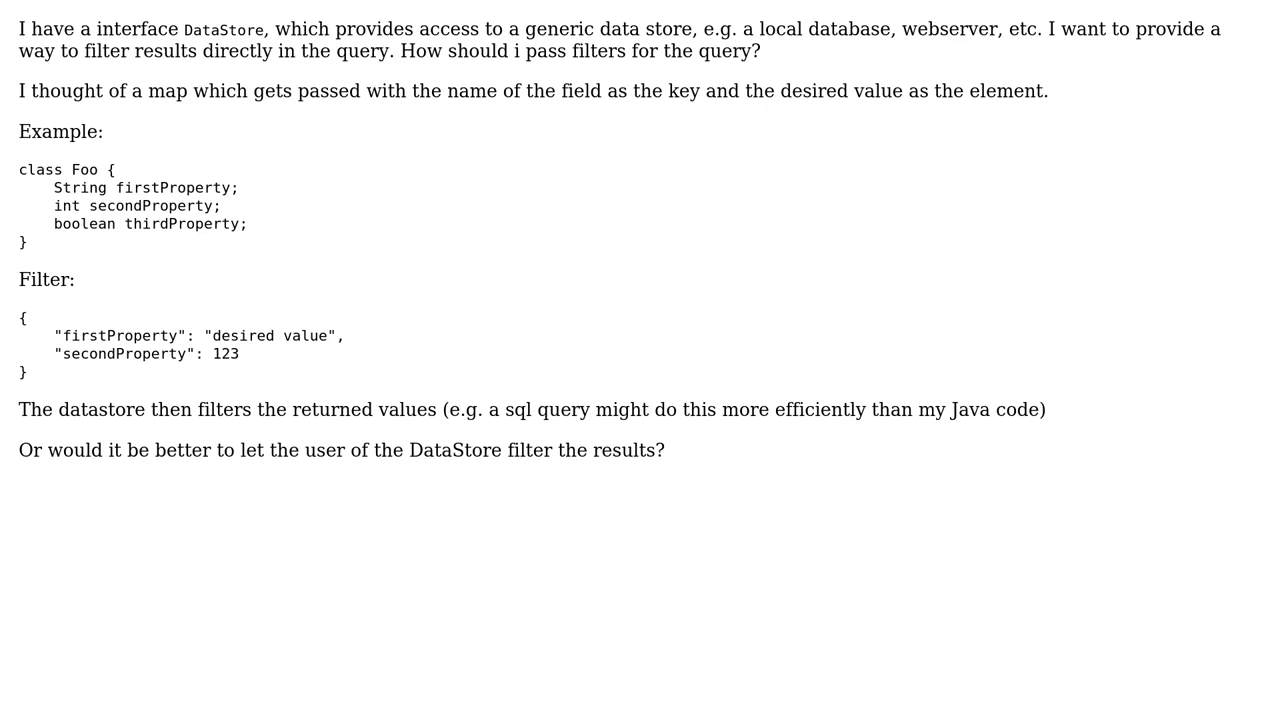 I have a interface DataStore, which provides access to a generic data store, e.g. a local database, webserver, etc. I want to provide a
way to filter results directly in the query. How should i pass filters for the query?
I thought of a map which gets passed with the name of the field as the key and the desired value as the element.
Example:
class Foo {
    String firstProperty;
    int secondProperty;
    boolean thirdProperty;
}
Filter:
{
    "firstProperty": "desired value",
    "secondProperty": 123
}
The datastore then filters the returned values (e.g. a sql query might do this more efficiently than my Java code)
Or would it be better to let the user of the DataStore filter the results?